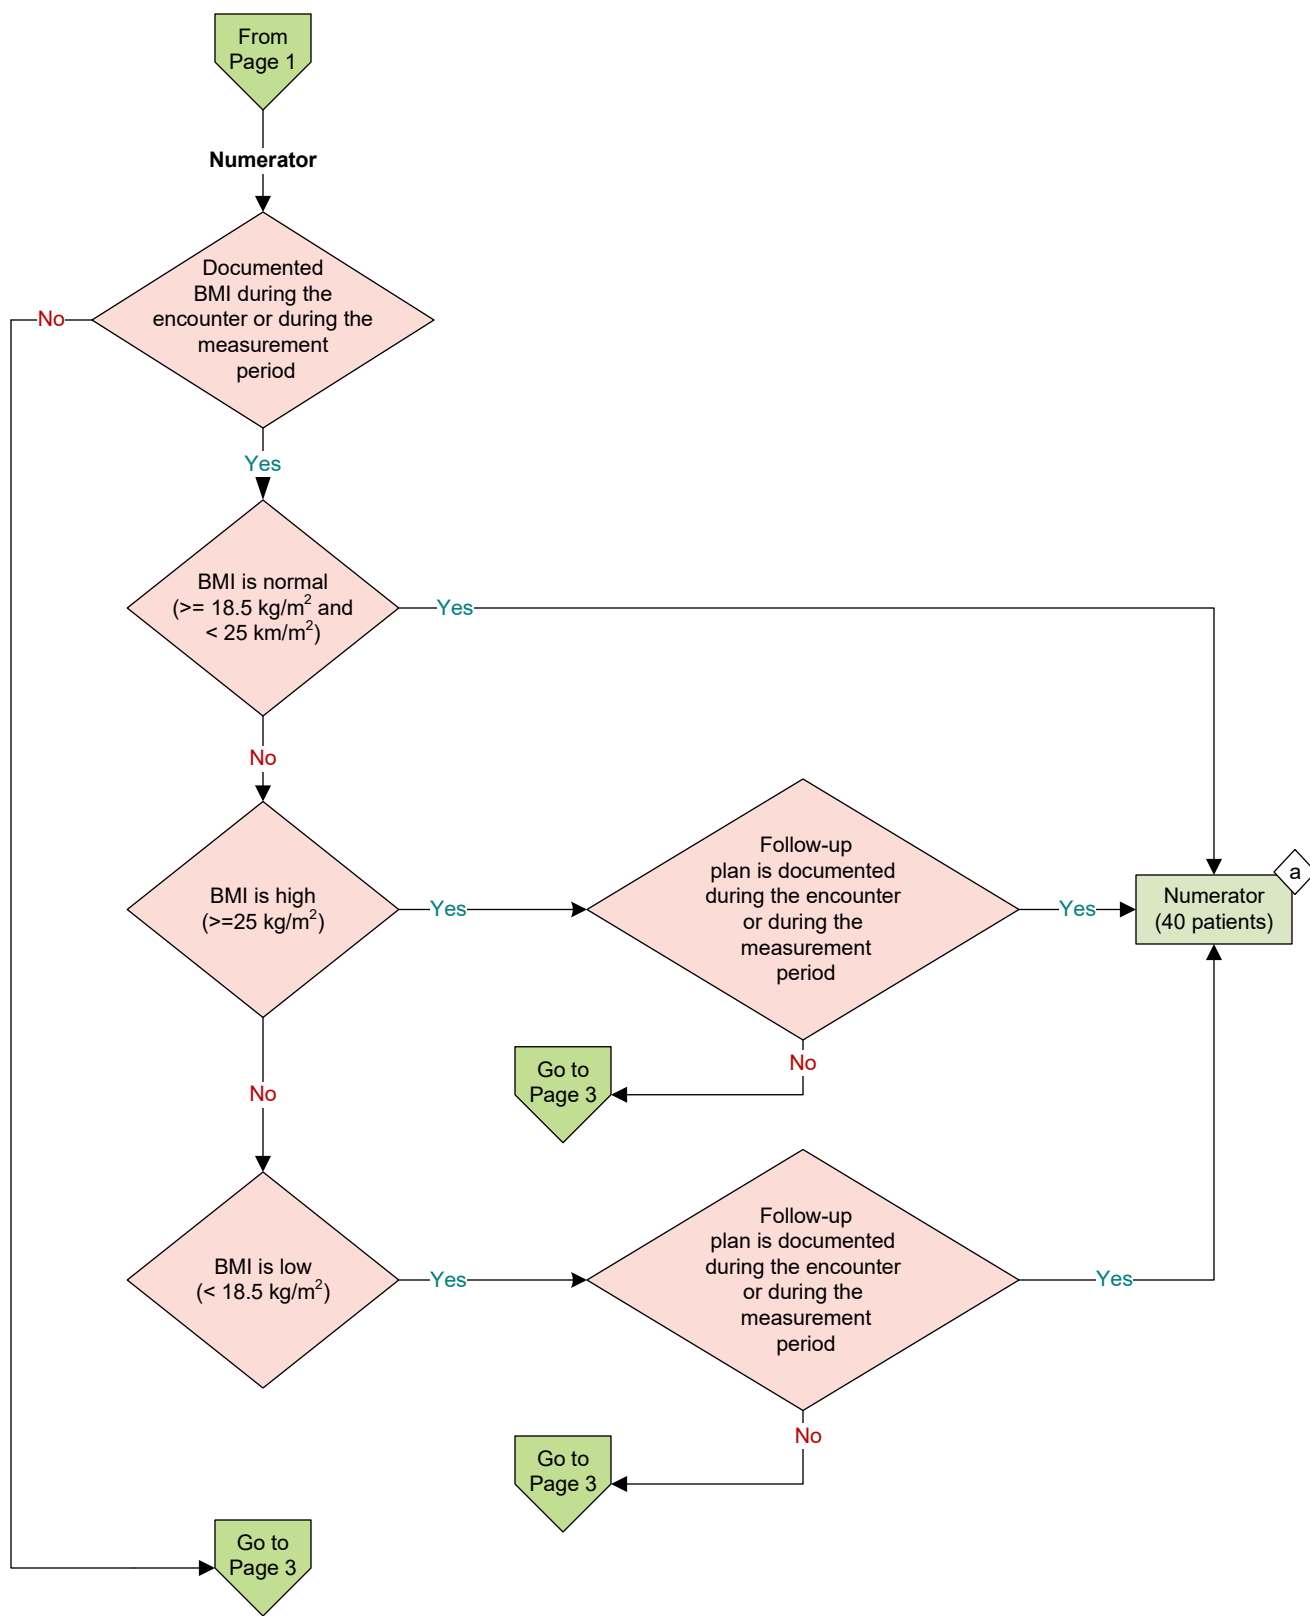 From
Page 1
Numerator
Documented
BMI during the
encounter or during the
measurement
period
No
Yes
BMI is normal
(>= 18.5 kg/m² and
< 25 km/m²)
Yes
No
BMI is high
(>=25 kg/m²)
Yes
Follow-up
plan is documented
during the encounter
or during the
measurement
period
Yes
a
Numerator
(40 patients)
No
Go to
Page 3
No
BMI is low
(< 18.5 kg/m²)
Yes
Follow-up
plan is documented
during the encounter
or during the
measurement
period
Yes
No
Go to
Page 3
Go to
Page 3